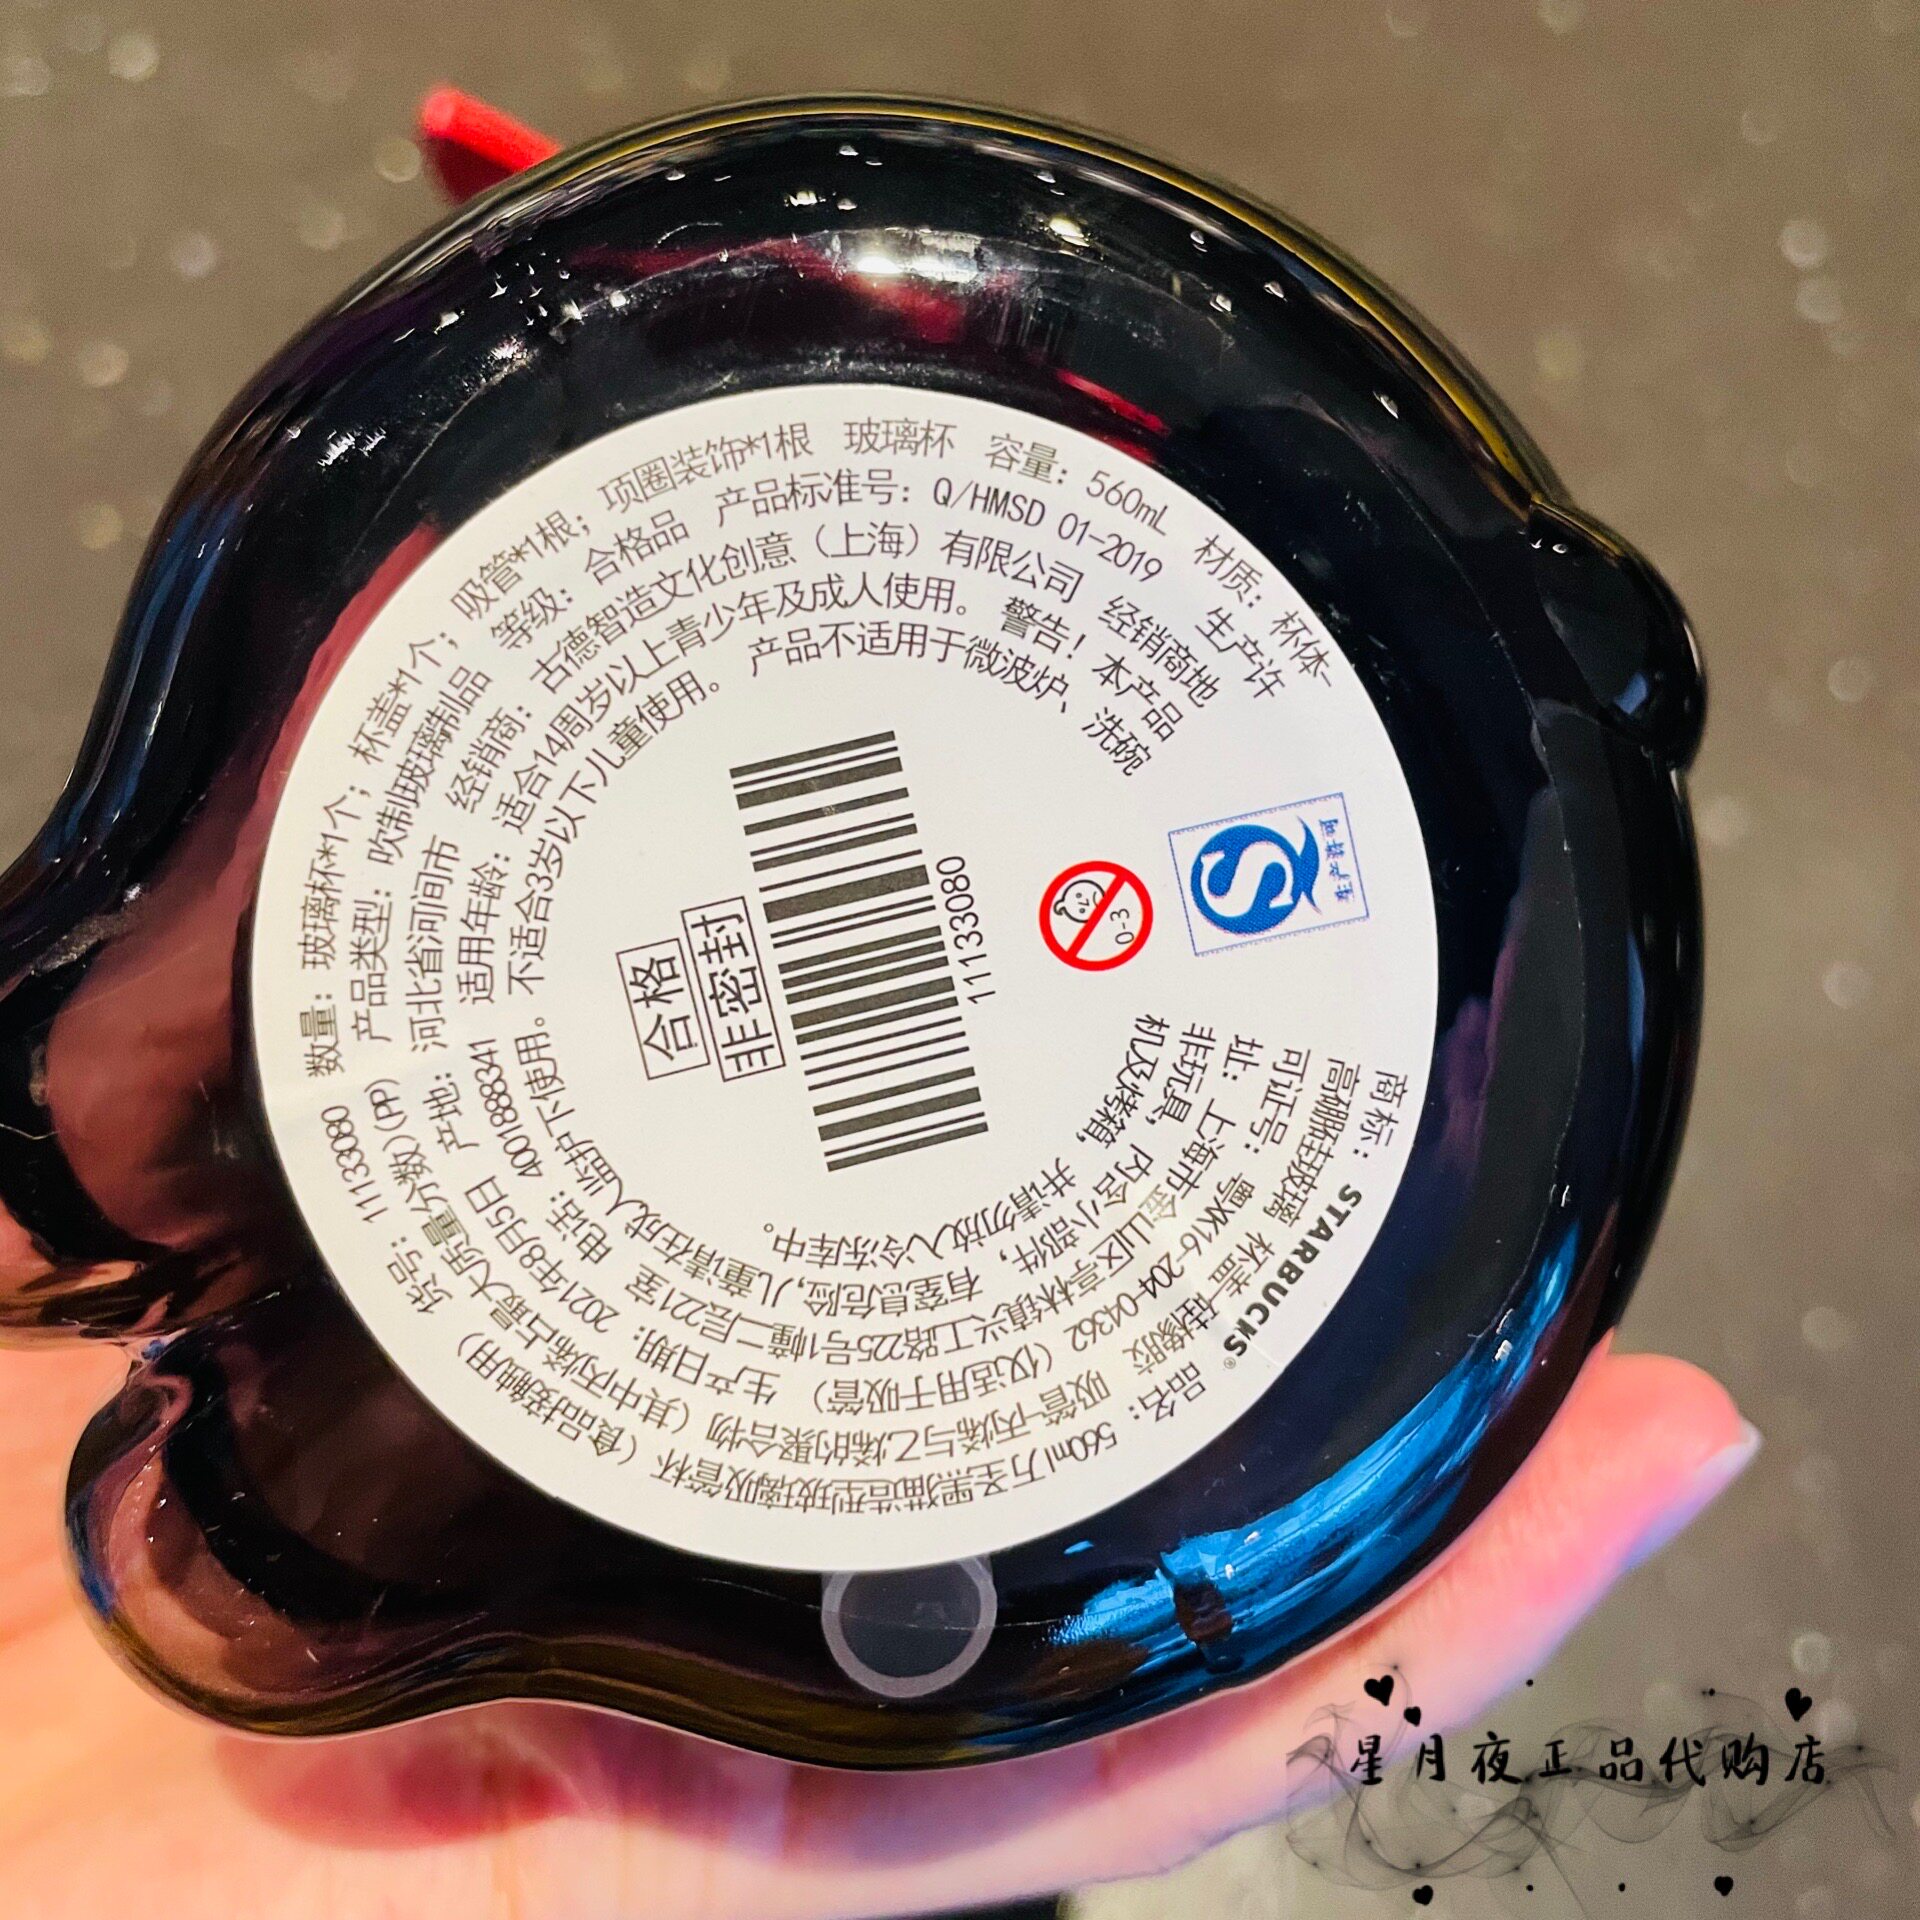 商标：STARBUCKS® 品名：560ml万圣黑猫造型玻璃吸管杯（食品接触用） 货号：11133080 数量：玻璃杯*1个；杯盖*1个；吸管*1根；项圈装饰*1根 玻璃杯 容量：560mL 材质：杯体-
高硼硅玻璃 杯盖-硅橡胶 吸管-丙烯与乙烯的聚合物（其中丙烯占最大质量分数）(PP) 产品类型：吹制玻璃制品 等级：合格品 产品标准号：Q/HMSD 01-2019 生产许
可证号：粤XK16-204-04362（仅适用于吸管） 生产日期：2021年8月5日 产地：河北省河间市 经销商：古德智造文化创意（上海）有限公司 经销商地
址：上海市金山区亭林镇兴工路225号1幢二层221室 电话：4001888341 适用年龄：适合14周岁以上青少年及成人使用。 警告！本产品
非玩具，内含小部件，有窒息危险，儿童请在成人监护下使用。不适合3岁以下儿童使用。 产品不适用于微波炉、洗碗
机及烤箱，并请勿放入冷冻库中。
合格
非密封
11133080
0-3
生产许可
星月夜正品代购店